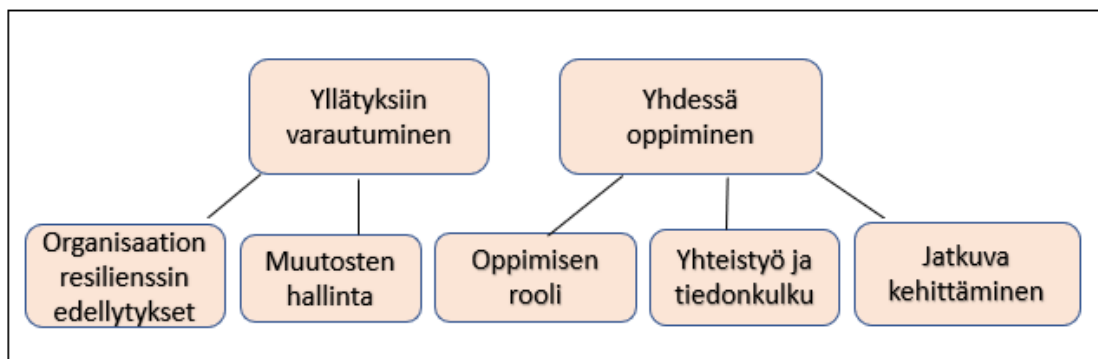 Yllätyksiin
varautuminen
Yhdessä
oppiminen
Organisaation
resilienssin
edellytykset
Muutosten
hallinta
Oppimisen
rooli
Yhteistyö ja
tiedonkulku
Jatkuva
kehittäminen